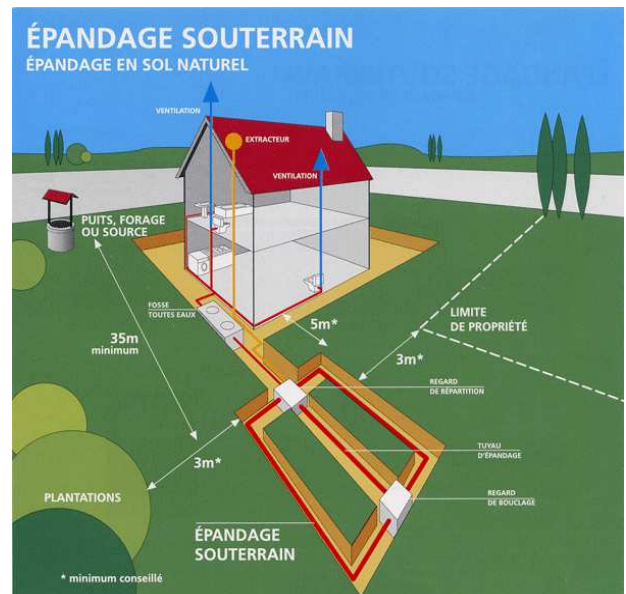 ÉPANDAGE SOUTERRAIN
ÉPANDAGE EN SOL NATUREL
VENTILATION
EXTRACTEUR
VENTILATION
PUITS, FORAGE
OU SOURCE
FOSSE
TOUTES EAUX
35m
minimum
5m*
LIMITE
DE PROPRIÉTÉ
3m*
REGARD
DE RÉPARTITION
3m*
TUYAU
D'ÉPANDAGE
PLANTATIONS
REGARD
DE BOUCLAGE
ÉPANDAGE
SOUTERRAIN
* minimum conseillé